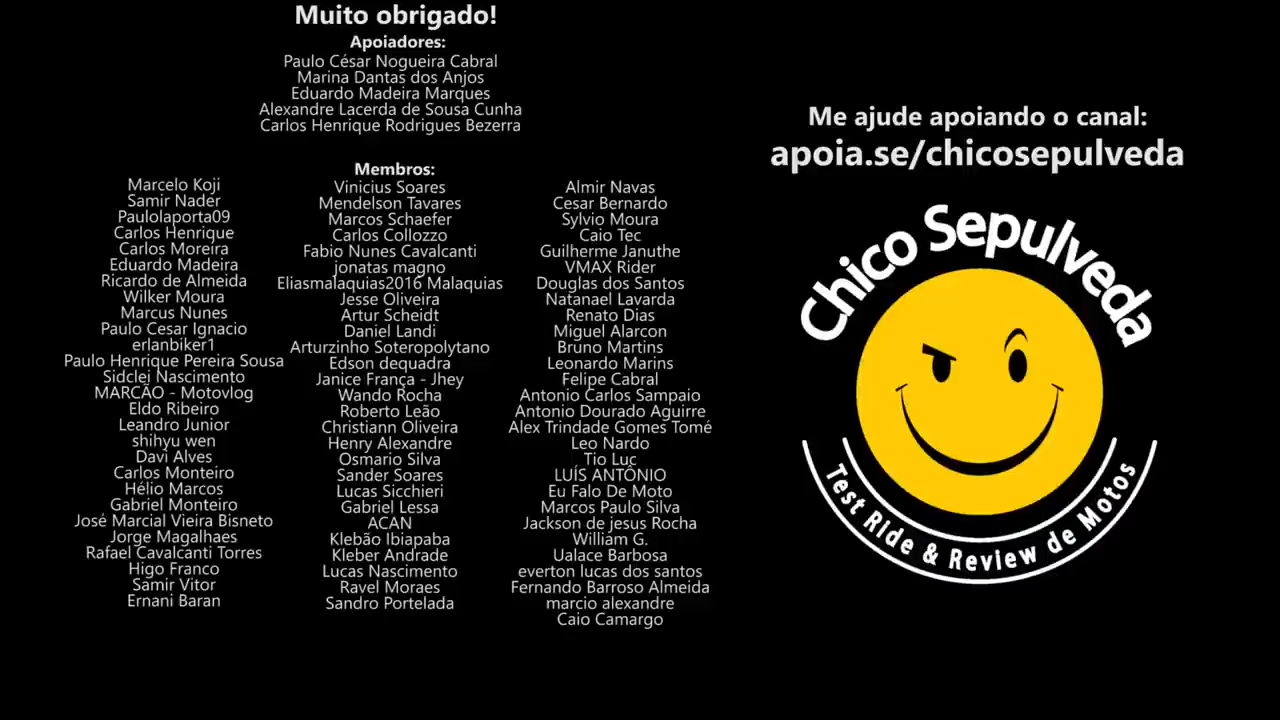 Muito obrigado!
Apoiadores:
Paulo César Nogueira Cabral
Marina Dantas dos Anjos
Eduardo Madeira Marques
Alexandre Lacerda de Sousa Cunha
Carlos Henrique Rodrigues Bezerra
Membros:
Marcelo Koji
Samir Nader
Paulolaporta09
Carlos Henrique
Carlos Moreira
Eduardo Madeira
Ricardo de Almeida
Wilker Moura
Marcus Nunes
Paulo Cesar Ignacio
erlanbiker1
Paulo Henrique Pereira Sousa
Sidclei Nascimento
MARCÃO - Motovlog
Eldo Ribeiro
Leandro Junior
shihyu wen
Davi Alves
Carlos Monteiro
Hélio Marcos
Gabriel Monteiro
José Marcial Vieira Bisneto
Jorge Magalhaes
Rafael Cavalcanti Torres
Higo Franco
Samir Vitor
Ernani Baran
Vinicius Soares
Mendelson Tavares
Marcos Schaefer
Carlos Collozzo
Fabio Nunes Cavalcanti
jonatas magno
Eliasmalaquias2016 Malaquias
Jesse Oliveira
Artur Scheidt
Daniel Landi
Arturzinho Soteropolytano
Edson dequadra
Janice França - Jhey
Wando Rocha
Roberto Leão
Christiann Oliveira
Henry Alexandre
Osmario Silva
Sander Soares
Lucas Sicchieri
Gabriel Lessa
ACAN
Klebão Ibiapaba
Kleber Andrade
Lucas Nascimento
Ravel Moraes
Sandro Portelada
Almir Navas
Cesar Bernardo
Sylvio Moura
Caio Tec
Guilherme Januthe
VMAX Rider
Douglas dos Santos
Natanael Lavarda
Renato Dias
Miguel Alarcon
Bruno Martins
Leonardo Marins
Felipe Cabral
Antonio Carlos Sampaio
Antonio Dourado Aguirre
Alex Trindade Gomes Tomé
Leo Nardo
Tio Luc
LUÍS ANTÔNIO
Eu Falo De Moto
Marcos Paulo Silva
Jackson de jesus Rocha
William G.
Ualace Barbosa
everton lucas dos santos
Fernando Barroso Almeida
marcio alexandre
Caio Camargo
Me ajude apoiando o canal:
apoia.se/chicosepulveda
Chico Sepulveda
Test Ride & Review de Motos